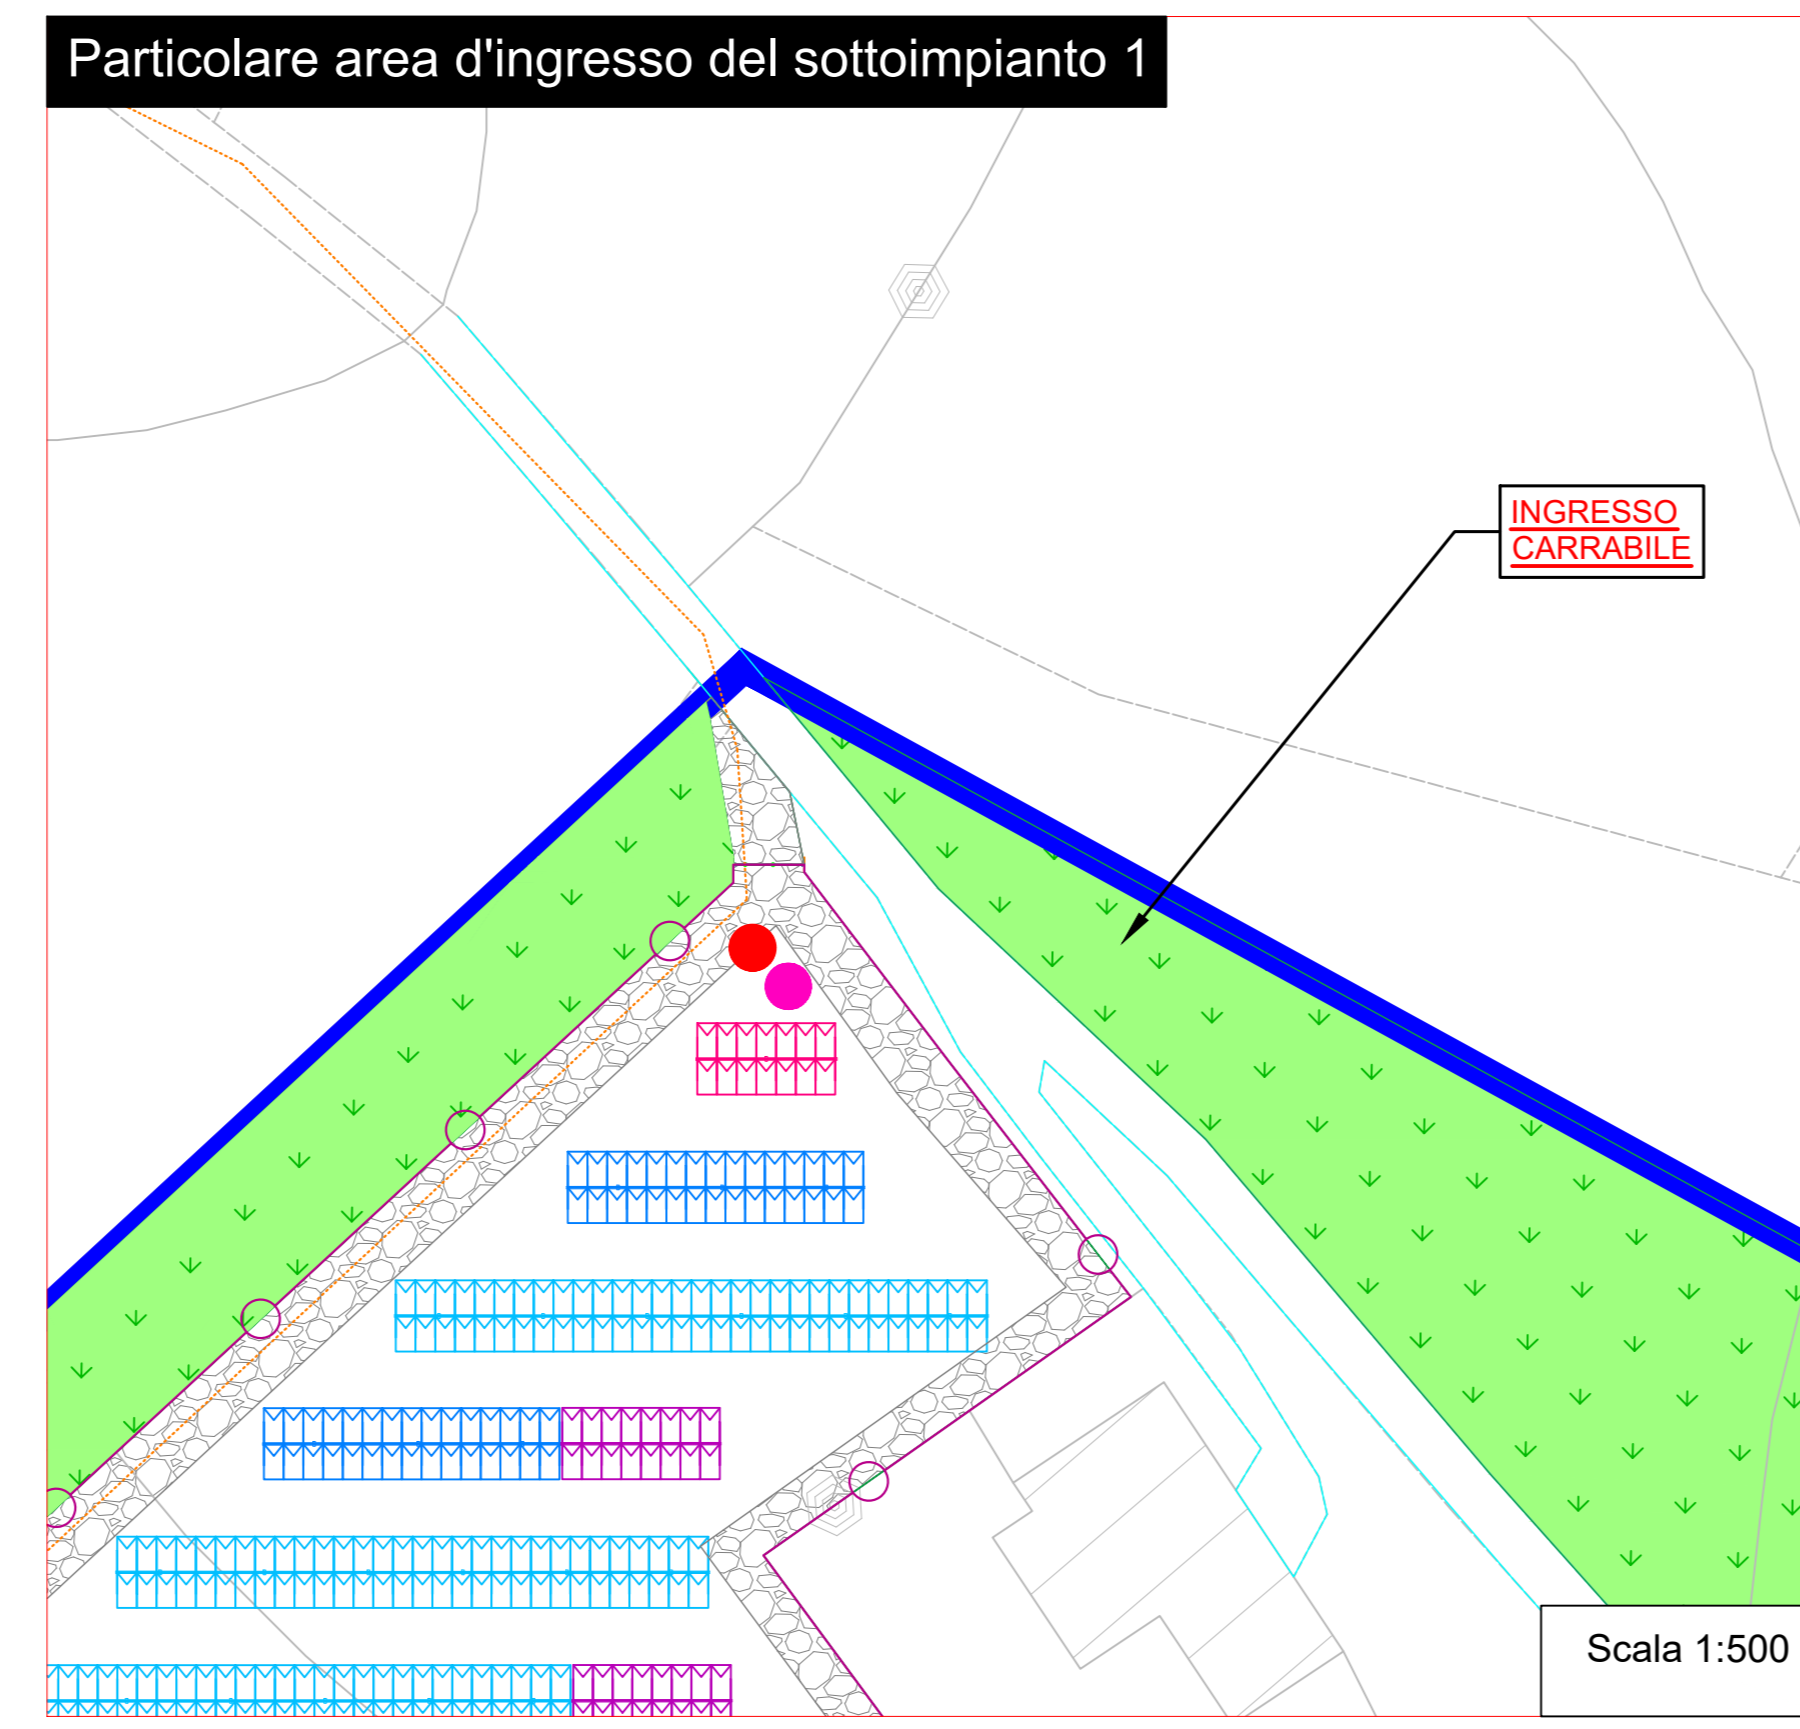 Particolare area d'ingresso del sottoimpianto 1
INGRESSO
CARRABILE
Scala 1:500